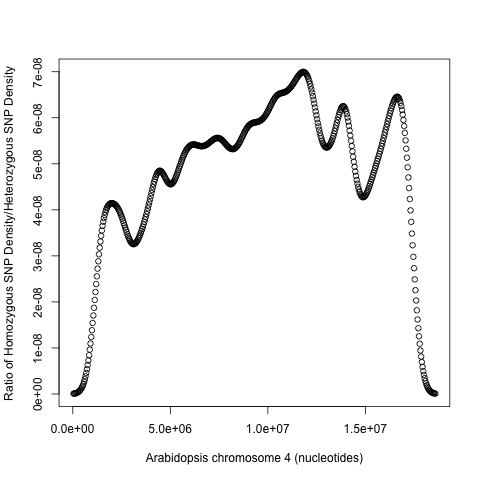 Ratio of Homozygous SNP Density/Heterozygous SNP Density
7e-08
6e-08
5e-08
4e-08
3e-08
2e-08
1e-08
0e+00
0.0e+00 5.0e+06 1.0e+07 1.5e+07
Arabidopsis chromosome 4 (nucleotides)